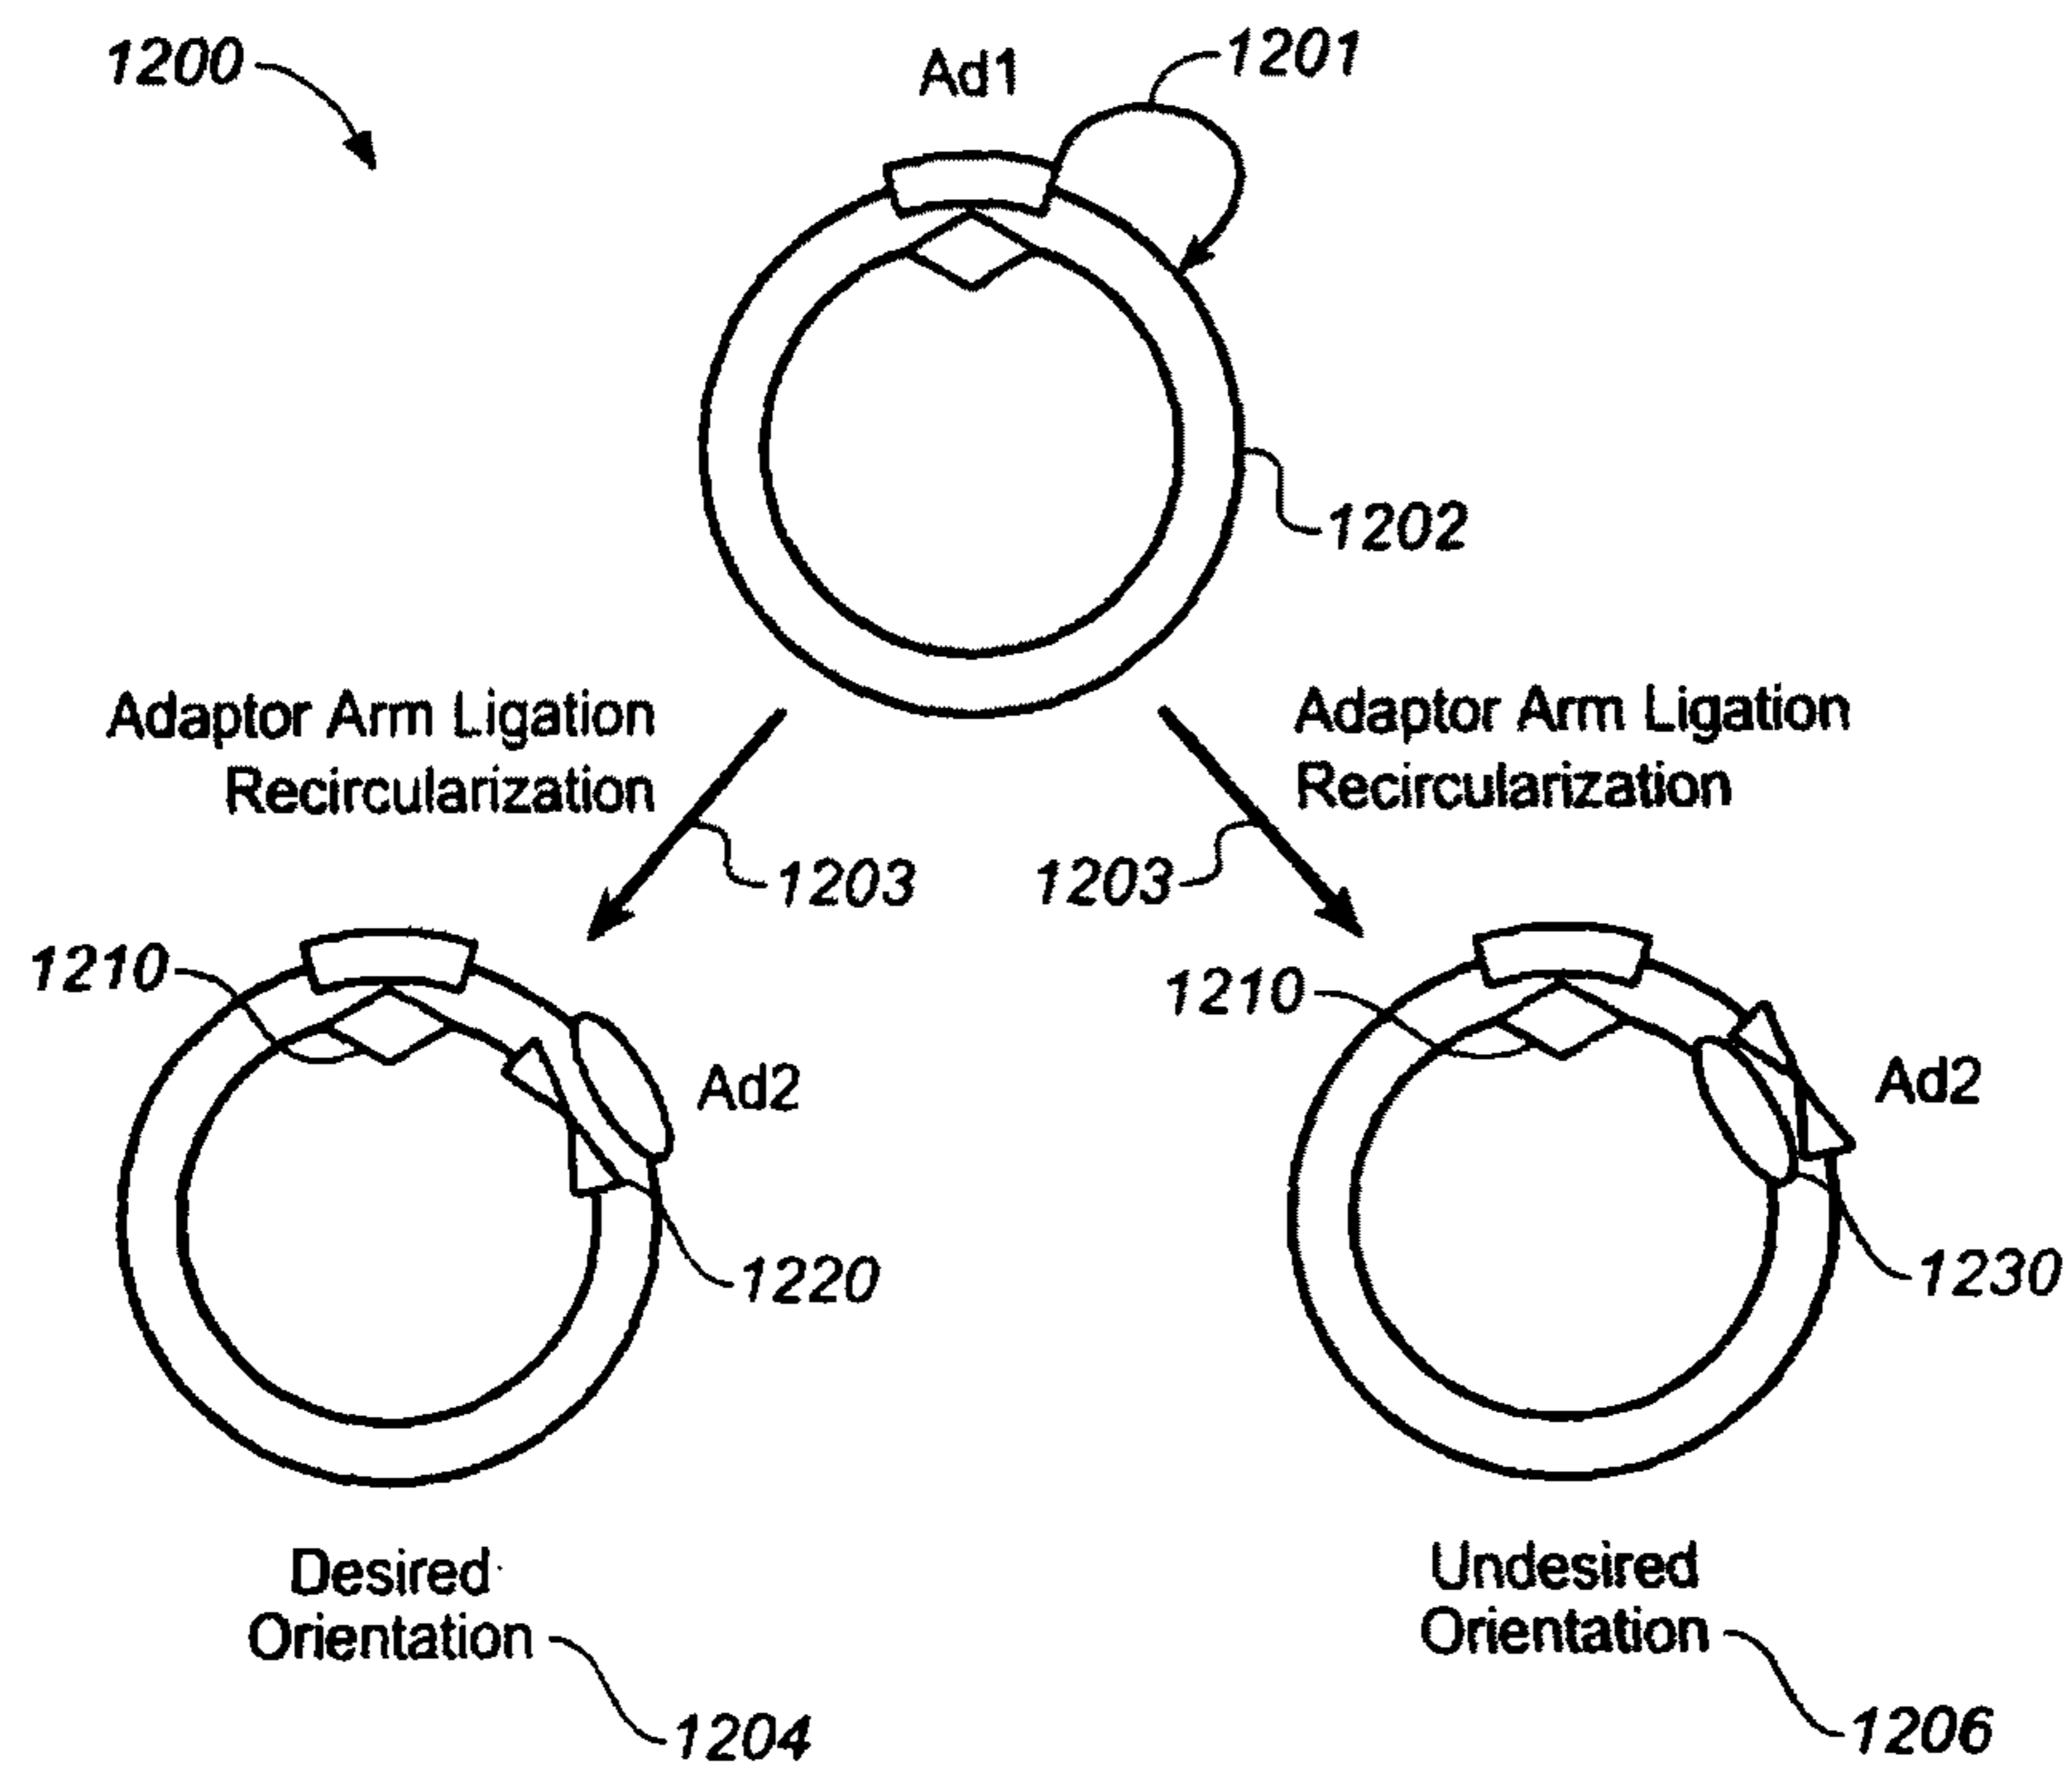 1200
Ad1
1201
1202
Adaptor Arm Ligation
Recircularization
Adaptor Arm Ligation
Recircularization
1203
1203
1210
Ad2
1220
1210
Ad2
1230
Desired
Orientation
1204
Undesired
Orientation
1206